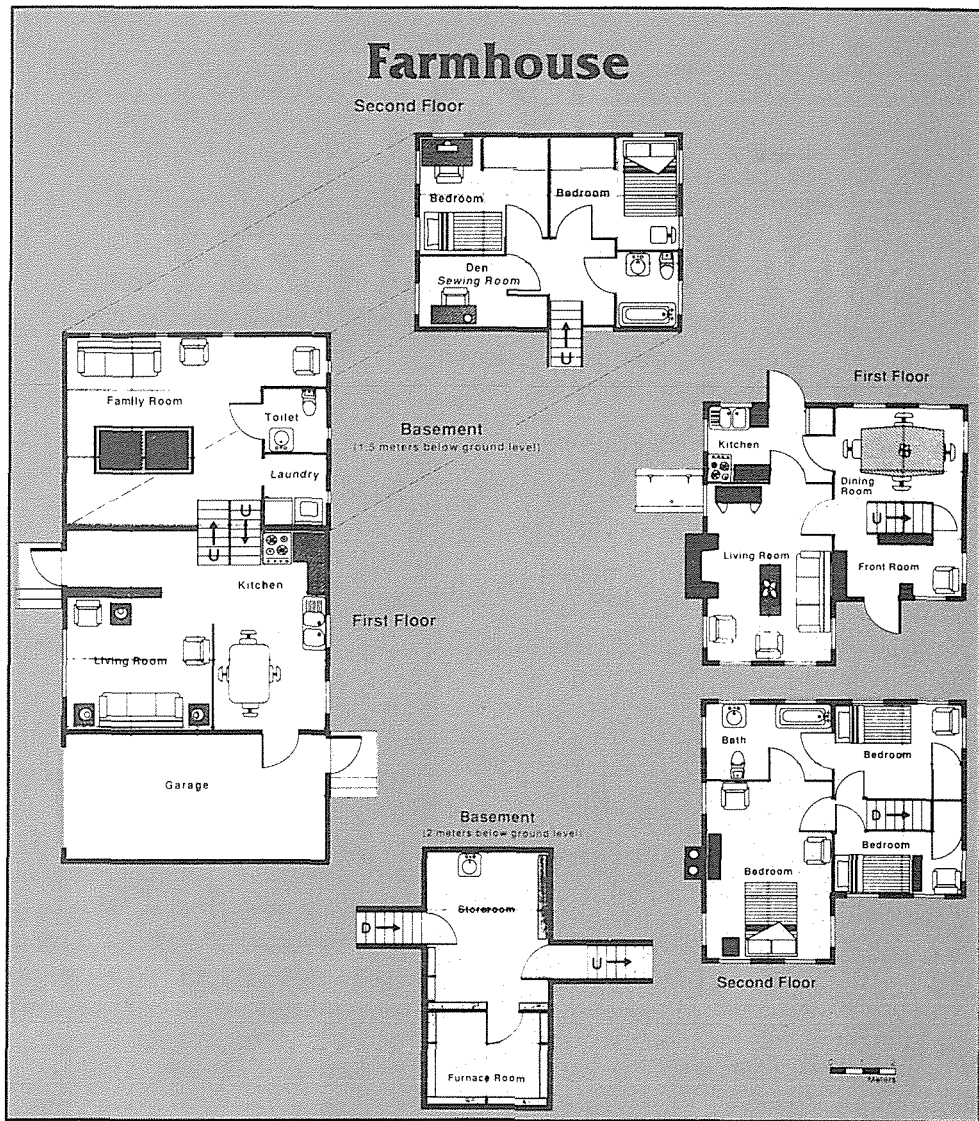 Farmhouse
Second Floor
Bedroom
Bedroom
Den
Sewing Room
U
Family Room
Toilet
Laundry
Basement
(1.5 meters below ground level)
U
U
Kitchen
Living Room
First Floor
Garage
First Floor
Kitchen
Dining
Room
U
Living Room
Front Room
Bath
Bedroom
D
Bedroom
Bedroom
Second Floor
Basement
(2 meters below ground level
Storeroom
D
U
Furnace Room
Meters